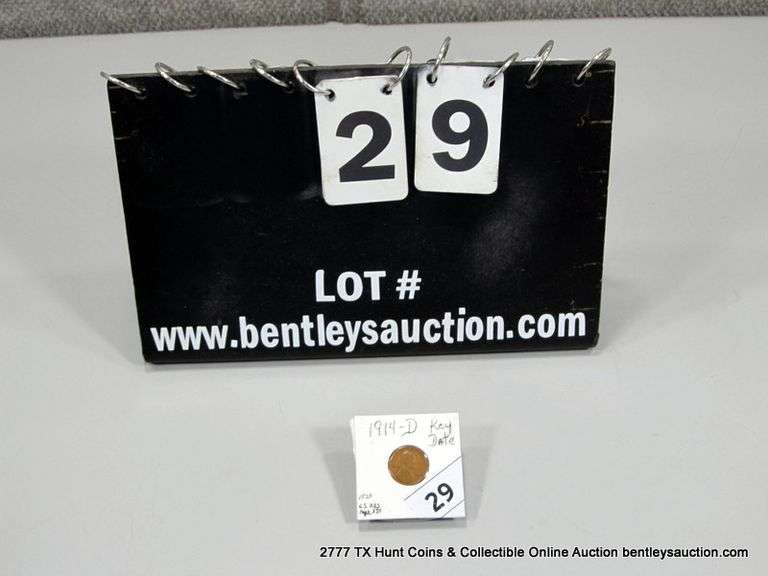 29
LOT #
www.bentleysauction.com
1914-D Key
Date
29
2777 TX Hunt Coins & Collectible Online Auction bentleysauction.com